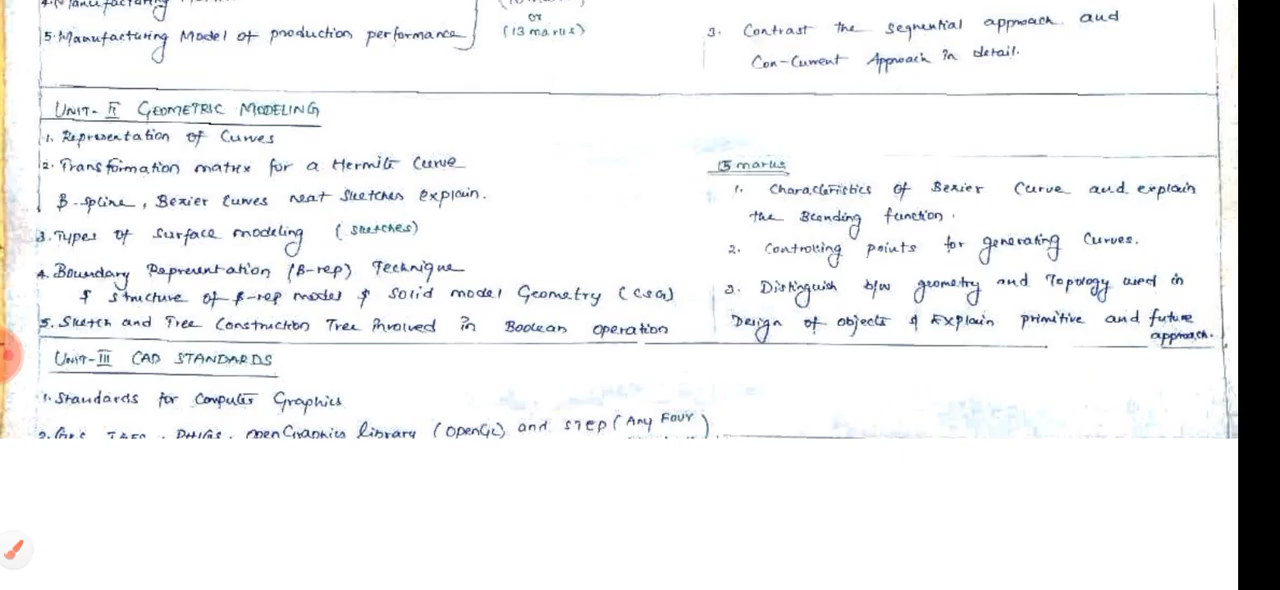 5. Manufacturing Model of production performance
or
(13 marks)
3. Contrast the sequential approach and
Con-Current Approach in detail.
UNIT-II GEOMETRIC MODELING
1. Representation of Curves
2. Transformation matrix for a Hermite Curve
B-spline, Bezier Curves neat Sketches explain.
3. Types of Surface modeling (sketches)
4. Boundary Representation (B-rep) Technique
& structure of B-rep model & Solid model Geometry (CSG)
5. Sketch and Tree Construction Tree involved in Boolean operation
15 marks
1. Characteristics of Bezier Curve and explain
the Blending function.
2. Controlling points for generating Curves.
3. Distinguish b/w geometry and Topology used in
Design of objects & Explain primitive and future
approach.
UNIT-III CAD STANDARDS
1. Standards for Computer Graphics
OpenGraphics library (OpenGL) and STEP (Any FOUR)